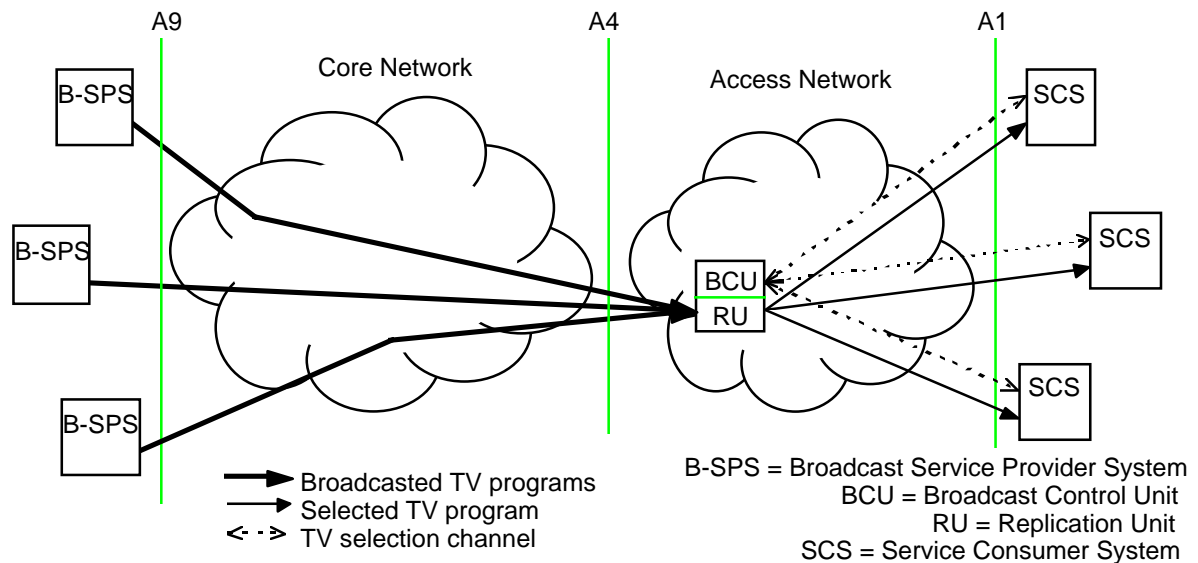 A9
A4
A1
Core Network
Access Network
B-SPS
SCS
B-SPS
SCS
BCU
RU
SCS
B-SPS
B-SPS = Broadcast Service Provider System
Broadcasted TV programs
BCU = Broadcast Control Unit
Selected TV program
RU = Replication Unit
TV selection channel
SCS = Service Consumer System